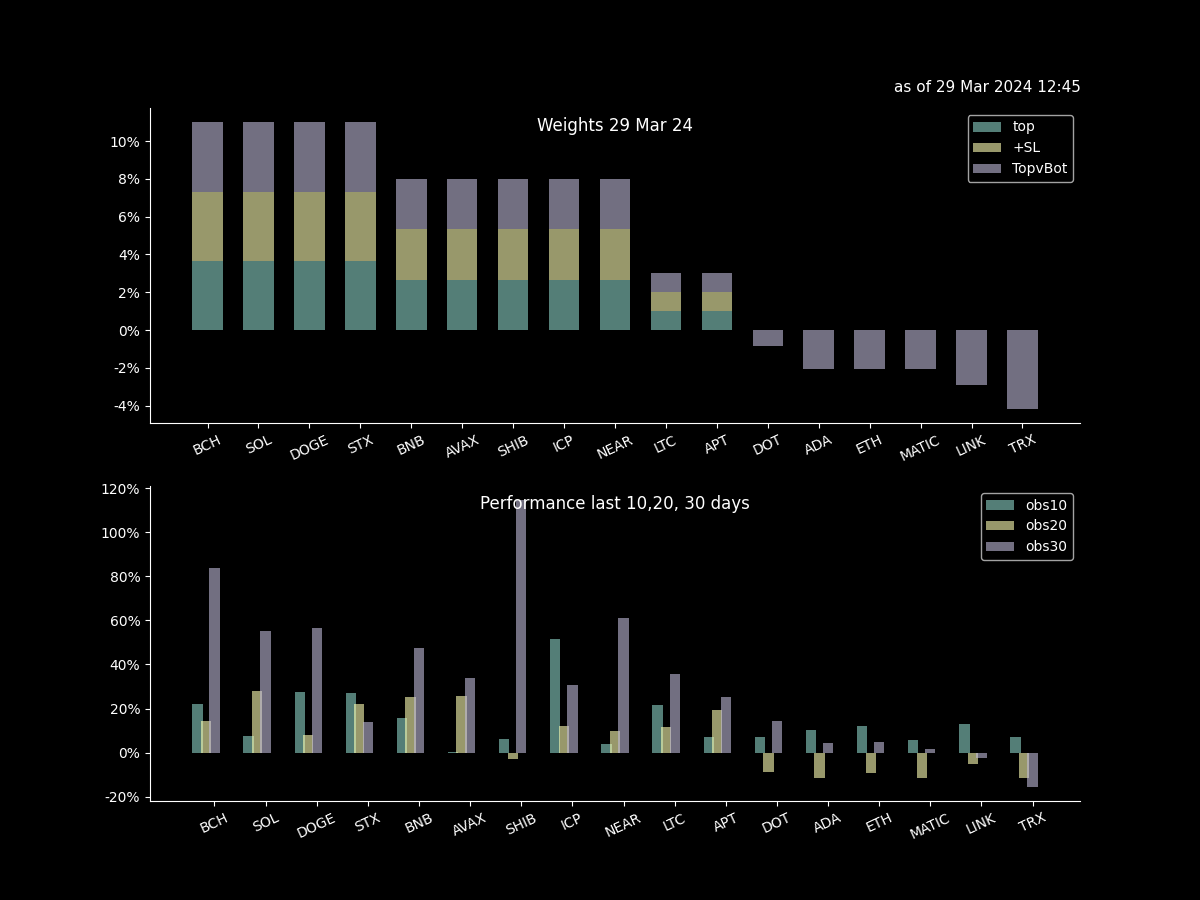 as of 29 Mar 2024 12:45
Weights 29 Mar 24
top
+SL
TopvBot
10%
8%
6%
4%
2%
0%
-2%
-4%
BCH SOL DOGE STX BNB AVAX SHIB ICP NEAR LTC APT DOT ADA ETH MATIC LINK TRX
Performance last 10,20, 30 days
obs10
obs20
obs30
120%
100%
80%
60%
40%
20%
0%
-20%
BCH SOL DOGE STX BNB AVAX SHIB ICP NEAR LTC APT DOT ADA ETH MATIC LINK TRX